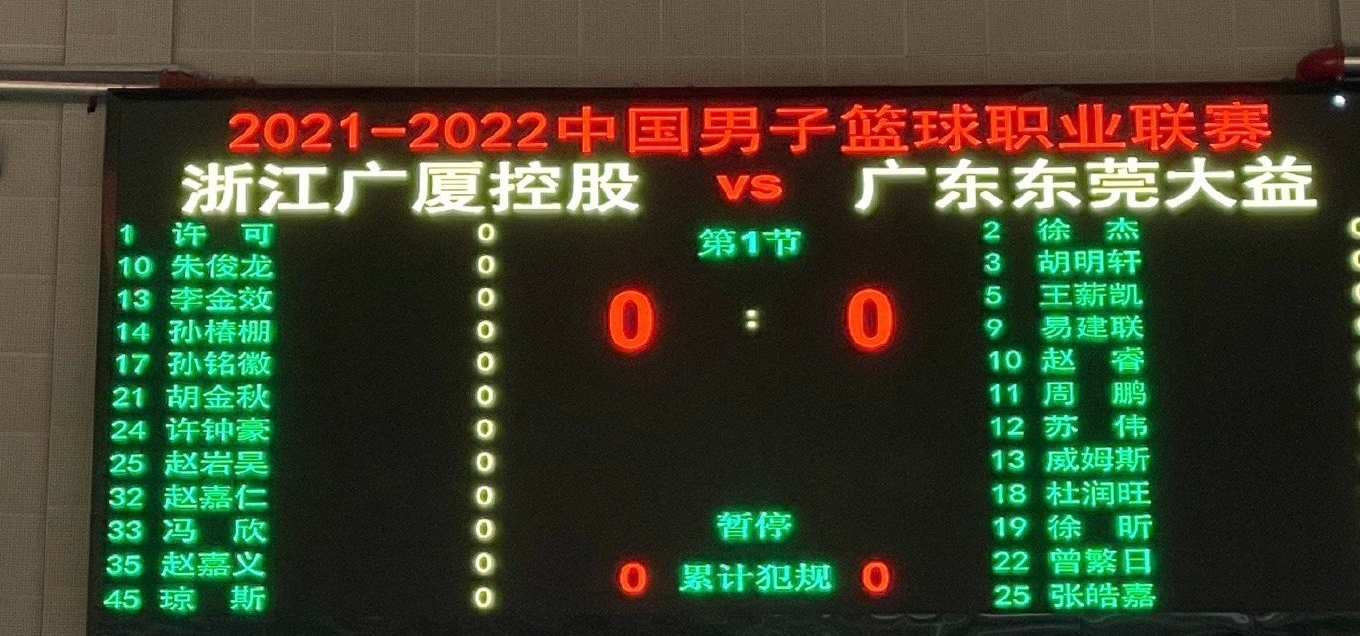 2021-2022中国男子篮球职业联赛
浙江广厦控股 vs 广东东莞大益
1 许可 0 第1节 2 徐杰
10 朱俊龙 0 3 胡明轩
13 李金效 0 0 : 0 5 王薪凯
14 孙椿棚 0 9 易建联
17 孙铭徽 0 10 赵睿
21 胡金秋 0 11 周鹏
24 许钟豪 0 12 苏伟
25 赵岩昊 0 13 威姆斯
32 赵嘉仁 0 18 杜润旺
33 冯欣 0 暂停 19 徐昕
35 赵嘉义 0 0 累计犯规 0 22 曾繁日
45 琼斯 0 25 张皓嘉